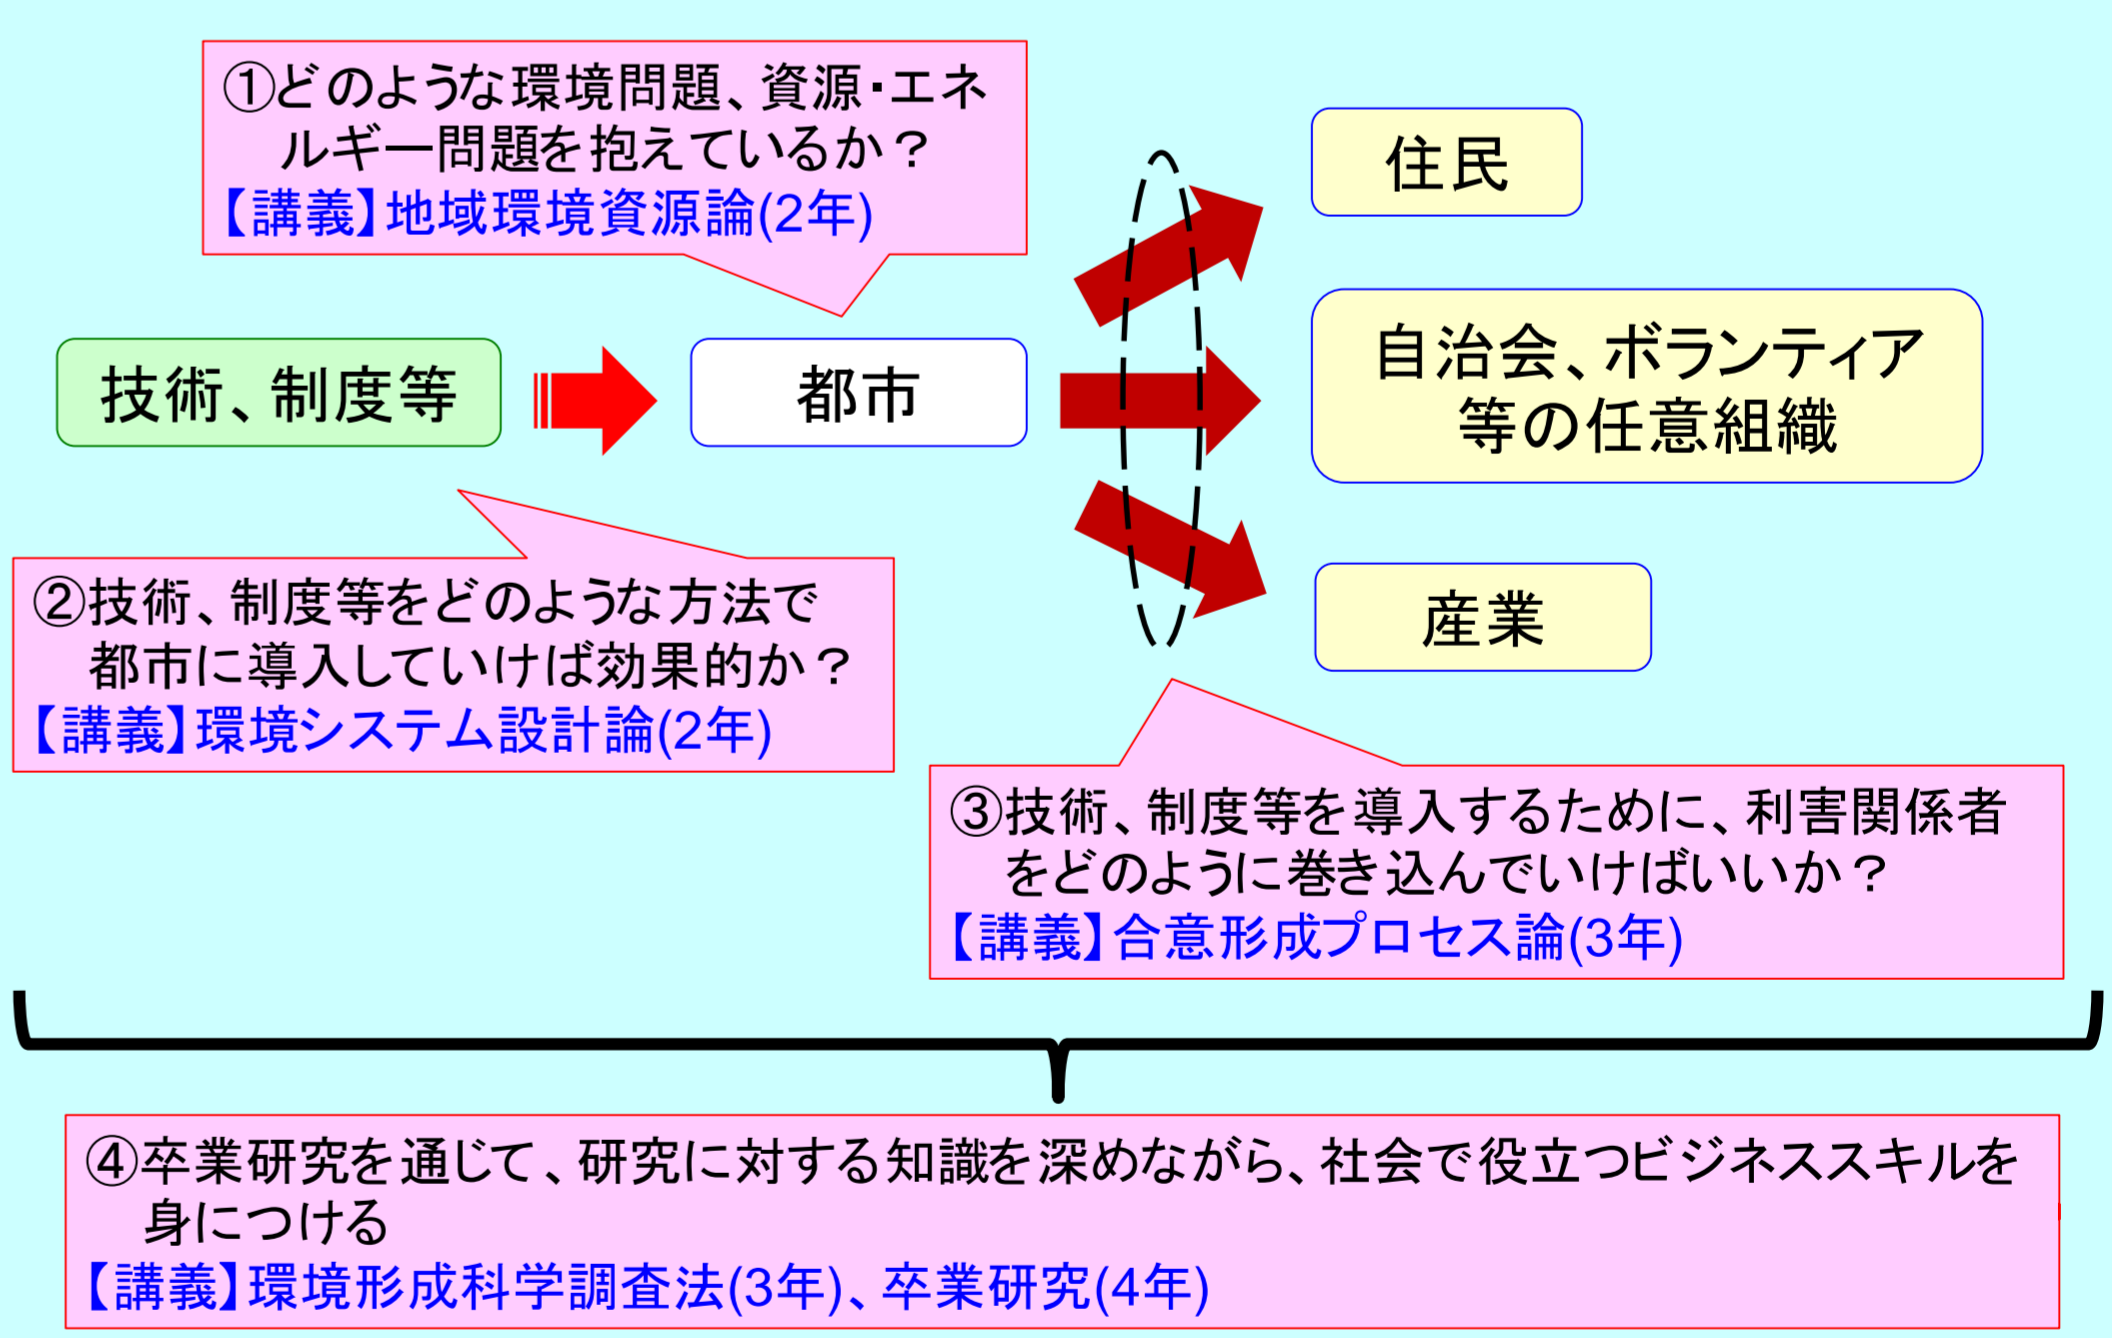 ①どのような環境問題、資源・エネ
ルギー問題を抱えているか？
【講義】地域環境資源論(2年)
住民
技術、制度等
都市
自治会、ボランティア
等の任意組織
産業
②技術、制度等をどのような方法で
都市に導入していけば効果的か？
【講義】環境システム設計論(2年)
③技術、制度等を導入するために、利害関係者
をどのように巻き込んでいけばいいか？
【講義】合意形成プロセス論(3年)
④卒業研究を通じて、研究に対する知識を深めながら、社会で役立つビジネススキルを
身につける
【講義】環境形成科学調査法(3年)、卒業研究(4年)